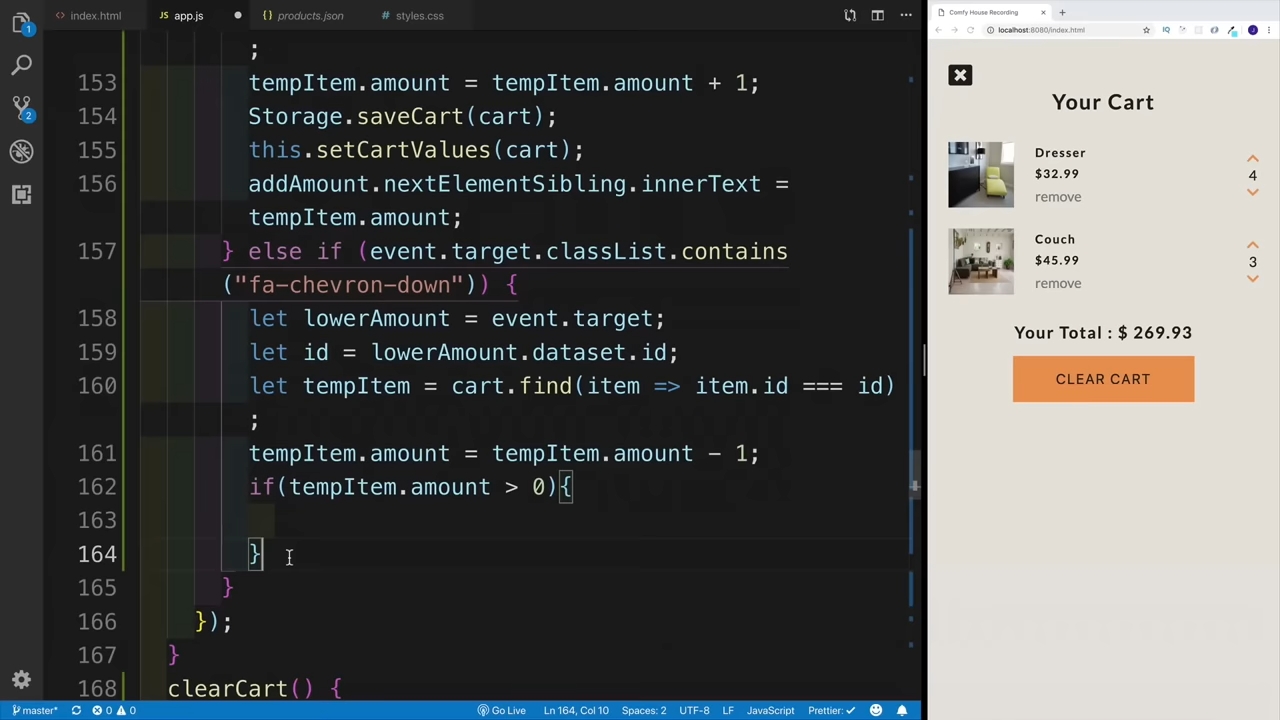 index.html
app.js
products.json
styles.css
Comfy House Recording
localhost:8080/index.html
;
153 tempItem.amount = tempItem.amount + 1;
154 Storage.saveCart(cart);
155 this.setCartValues(cart);
156 addAmount.nextElementSibling.innerText =
tempItem.amount;
157 } else if (event.target.classList.contains
("fa-chevron-down")) {
158 let lowerAmount = event.target;
159 let id = lowerAmount.dataset.id;
160 let tempItem = cart.find(item => item.id === id)
;
161 tempItem.amount = tempItem.amount - 1;
162 if(tempItem.amount > 0){
163
164 }
165 }
166 });
167 }
168 clearCart() {
1
2
master*
0 0
Go Live
Ln 164, Col 10
Spaces: 2
UTF-8
LF
JavaScript
Prettier: ✓
Your Cart
Dresser
$32.99
remove
4
Couch
$45.99
remove
3
Your Total : $ 269.93
CLEAR CART